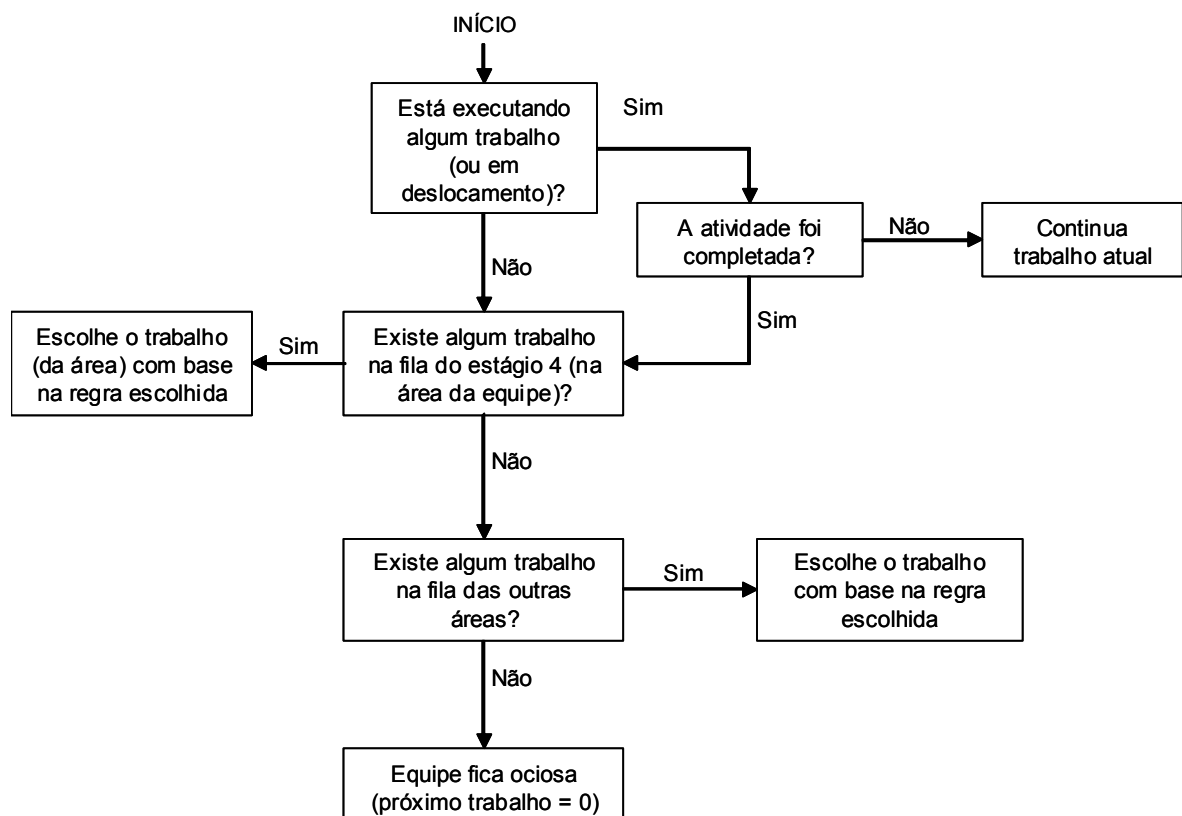 INÍCIO
Está executando
algum trabalho
(ou em
deslocamento)?
Sim
A atividade foi
completada?
Não
Continua
trabalho atual
Não
Sim
Escolhe o trabalho
(da área) com base
na regra escolhida
Sim
Existe algum trabalho
na fila do estágio 4 (na
área da equipe)?
Não
Existe algum trabalho
na fila das outras
áreas?
Sim
Escolhe o trabalho
com base na regra
escolhida
Não
Equipe fica ociosa
(próximo trabalho = 0)